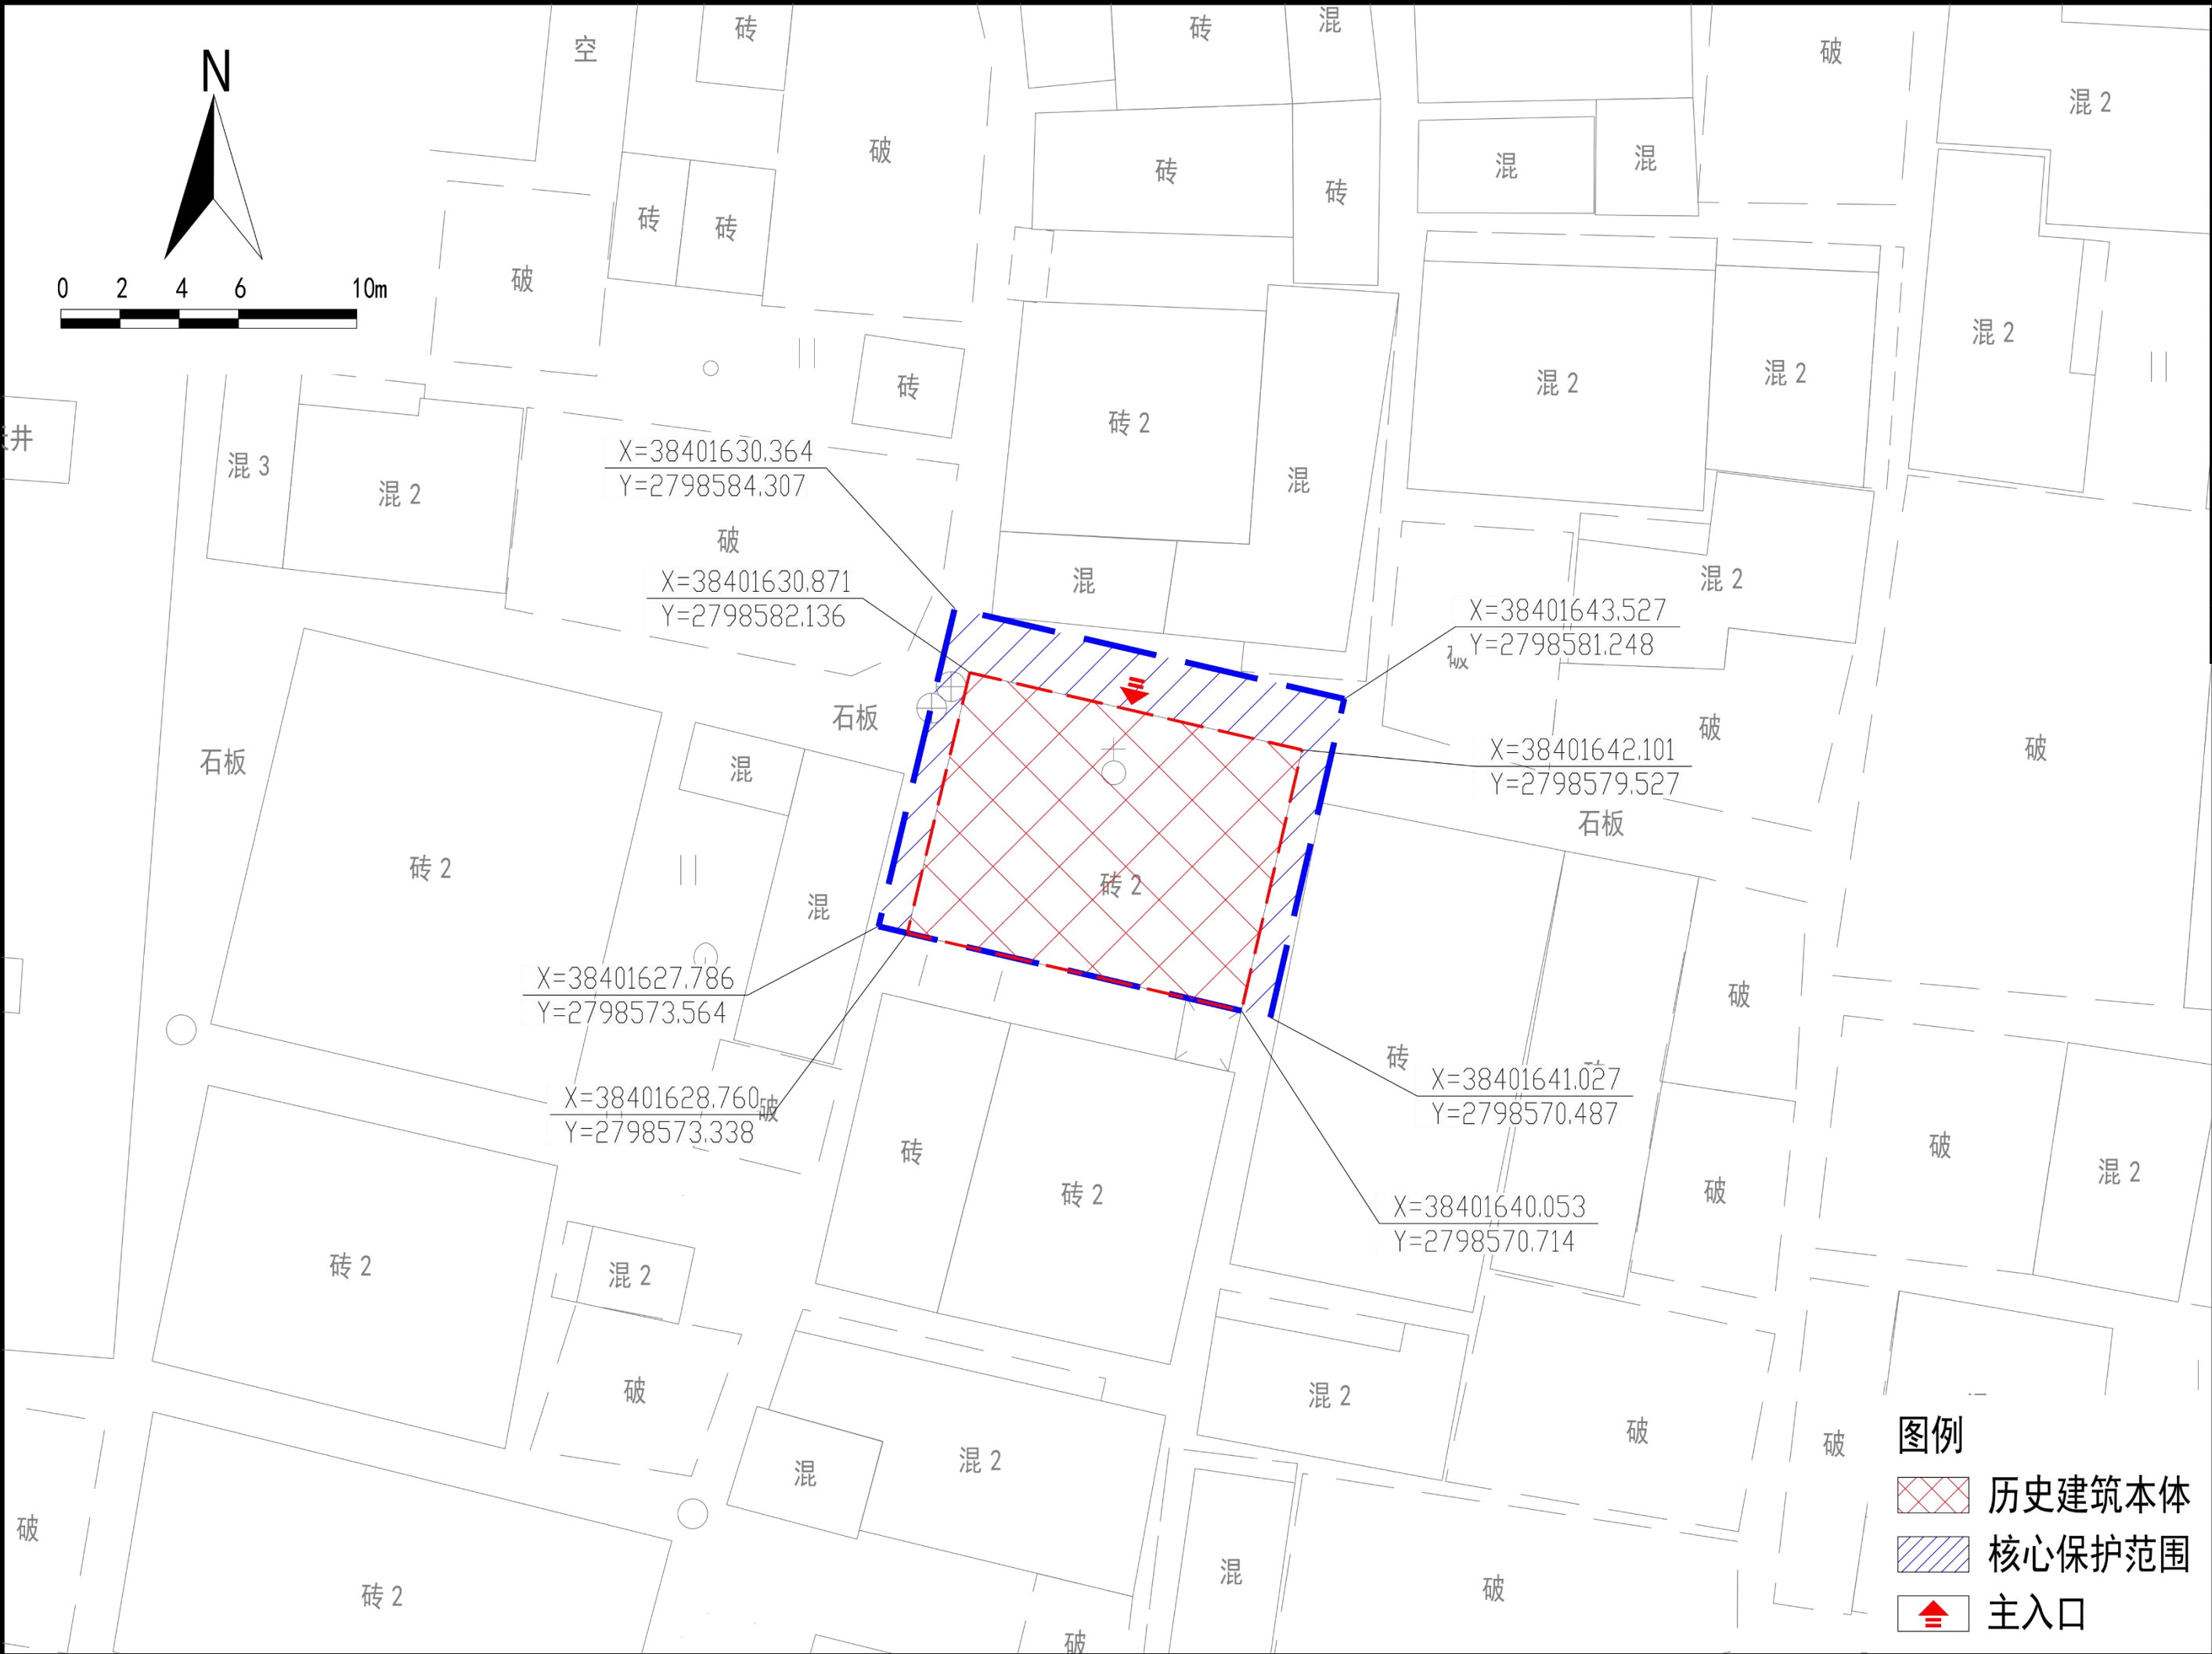 空
砖
砖
混
破
混 2
N
破
砖
砖
混
混
砖
砖
砖
破
0 2 4 6 10m
混 2
混 2
混 2
砖
砖 2
井
混 3
混 2
混
X=38401630.364
Y=2798584.307
破
X=38401630.871
Y=2798582.136
混
混 2
X=38401643.527
Y=2798581.248
石板
石板
破
破
混
X=38401642.101
Y=2798579.527
石板
砖 2
砖 2
混
X=38401627.786
Y=2798573.564
破
砖
X=38401641.027
Y=2798570.487
X=38401628.760
破
Y=2798573.338
砖
砖 2
破
破
混 2
X=38401640.053
Y=2798570.714
砖 2
混 2
破
混 2
破
破
混
混 2
破
砖 2
混
破
破
图例
历史建筑本体
核心保护范围
主入口